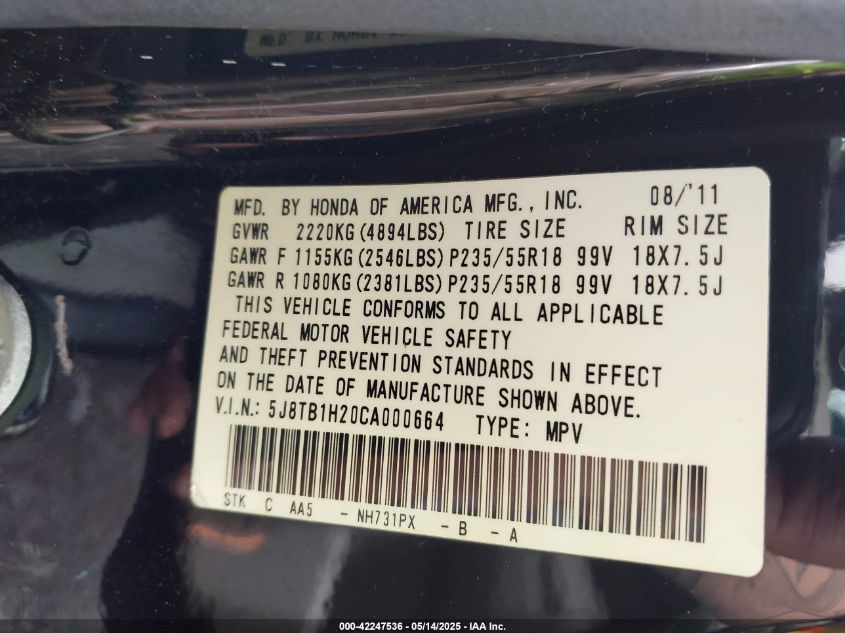 MFD. BY HONDA
MFD. BY HONDA OF AMERICA MFG., INC. 08/'11
GVWR 2220KG(4894LBS) TIRE SIZE RIM SIZE
GAWR F 1155KG(2546LBS)P235/55R18 99V 18X7.5J
GAWR R 1080KG(2381LBS)P235/55R18 99V 18X7.5J
THIS VEHICLE CONFORMS TO ALL APPLICABLE
FEDERAL MOTOR VEHICLE SAFETY
AND THEFT PREVENTION STANDARDS IN EFFECT
ON THE DATE OF MANUFACTURE SHOWN ABOVE.
V.I.N.: 5J8TB1H20CA000664 TYPE: MPV
STK C AA5 - NH731PX - B - A
000-42247536 - 05/14/2025 - IAA Inc.